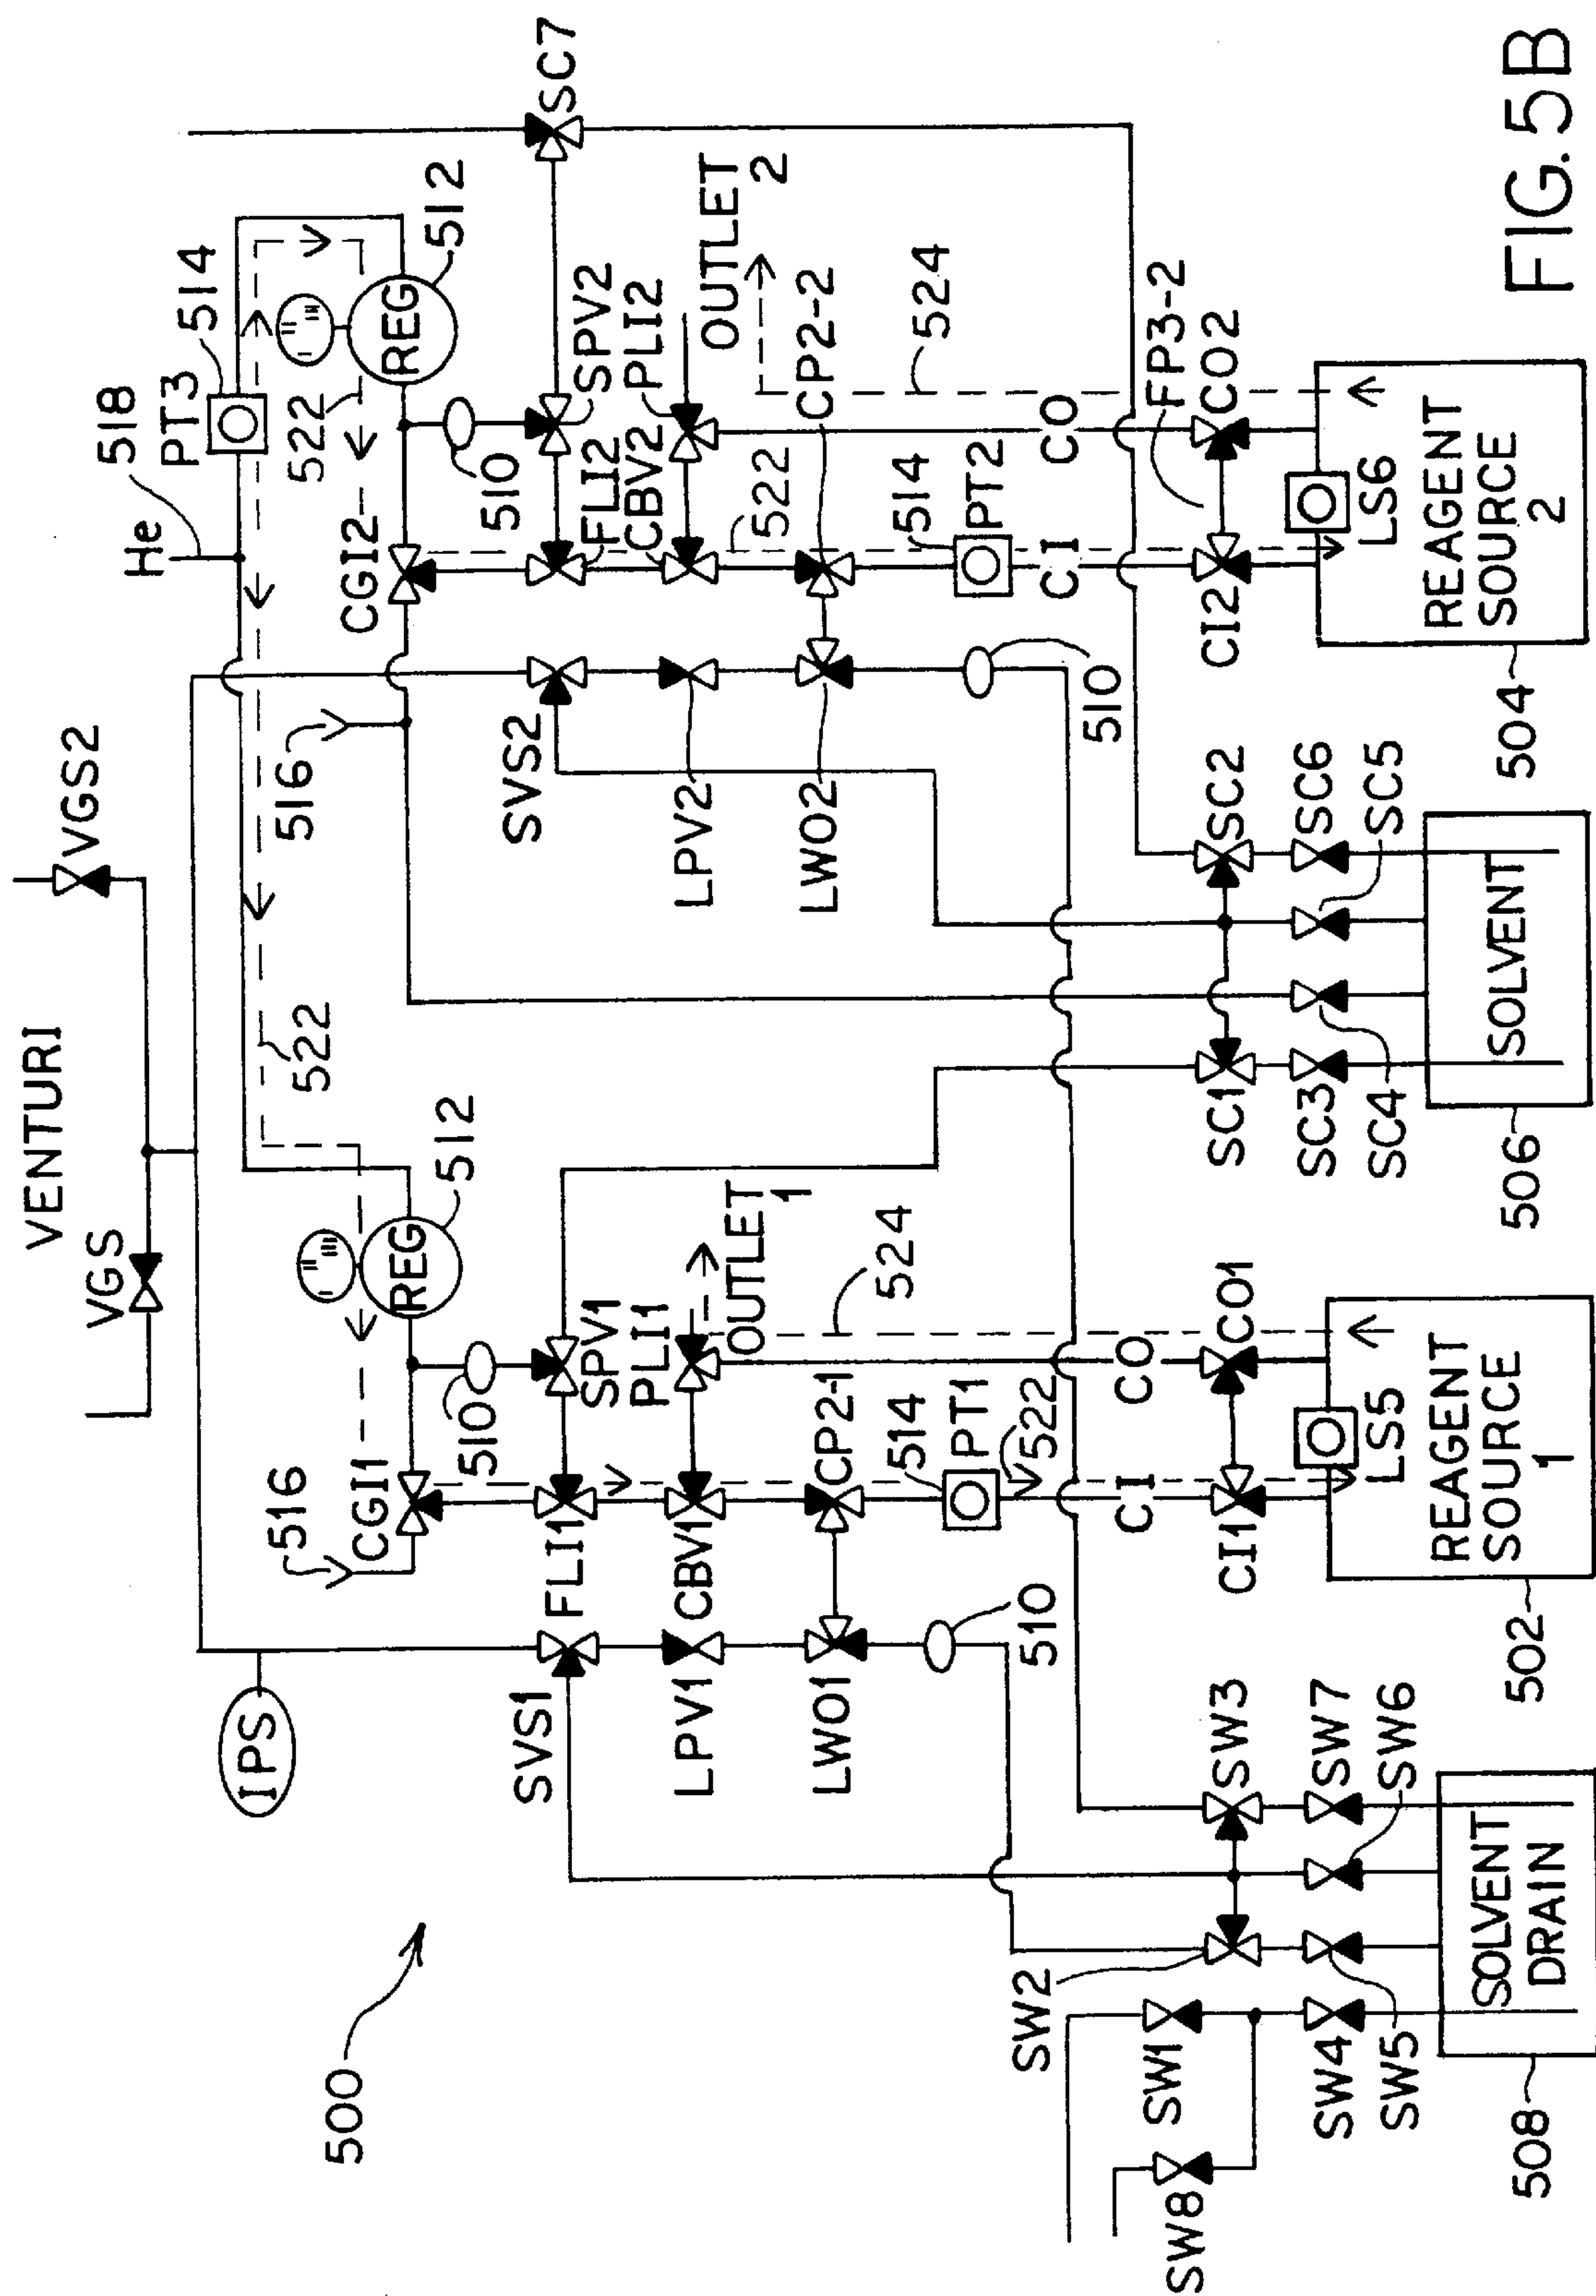 VENTURI
VGS
VGS2
He
518
PT3
514
522
REG
512
CGI2
510
SC7
IPS
516
CGI1
REG
512
522
516
510
SPV1
PLI1
OUTLET
1
SVS1
FLI1
LPV1
CBV1
LWO1
CP2-1
510
514
PT1
522
524
CI
CO
CI1
CO1
LS5
REAGENT
SOURCE
1
502
SVS2
LPV2
LWO2
FLI2
CBV2
SPV2
PLI2
OUTLET
2
CP2-2
522
524
514
PT2
510
CI
CO
FP3-2
CI2
CO2
LS6
REAGENT
SOURCE
2
504
SC1
SC2
SC3
SC4
SC6
SC5
SOLVENT
506
500
SW8
SW1
SW2
SW3
SW4
SW5
SW7
SW6
SOLVENT
DRAIN
508
FIG. 5B